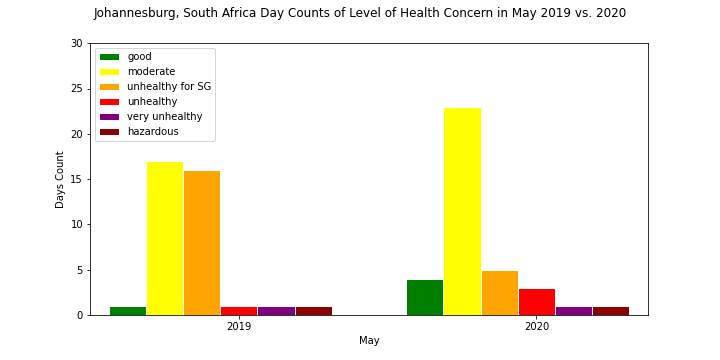 Johannesburg, South Africa Day Counts of Level of Health Concern in May 2019 vs. 2020
good
moderate
unhealthy for SG
unhealthy
very unhealthy
hazardous
30
25
20
15
10
5
0
Days Count
2019
2020
May